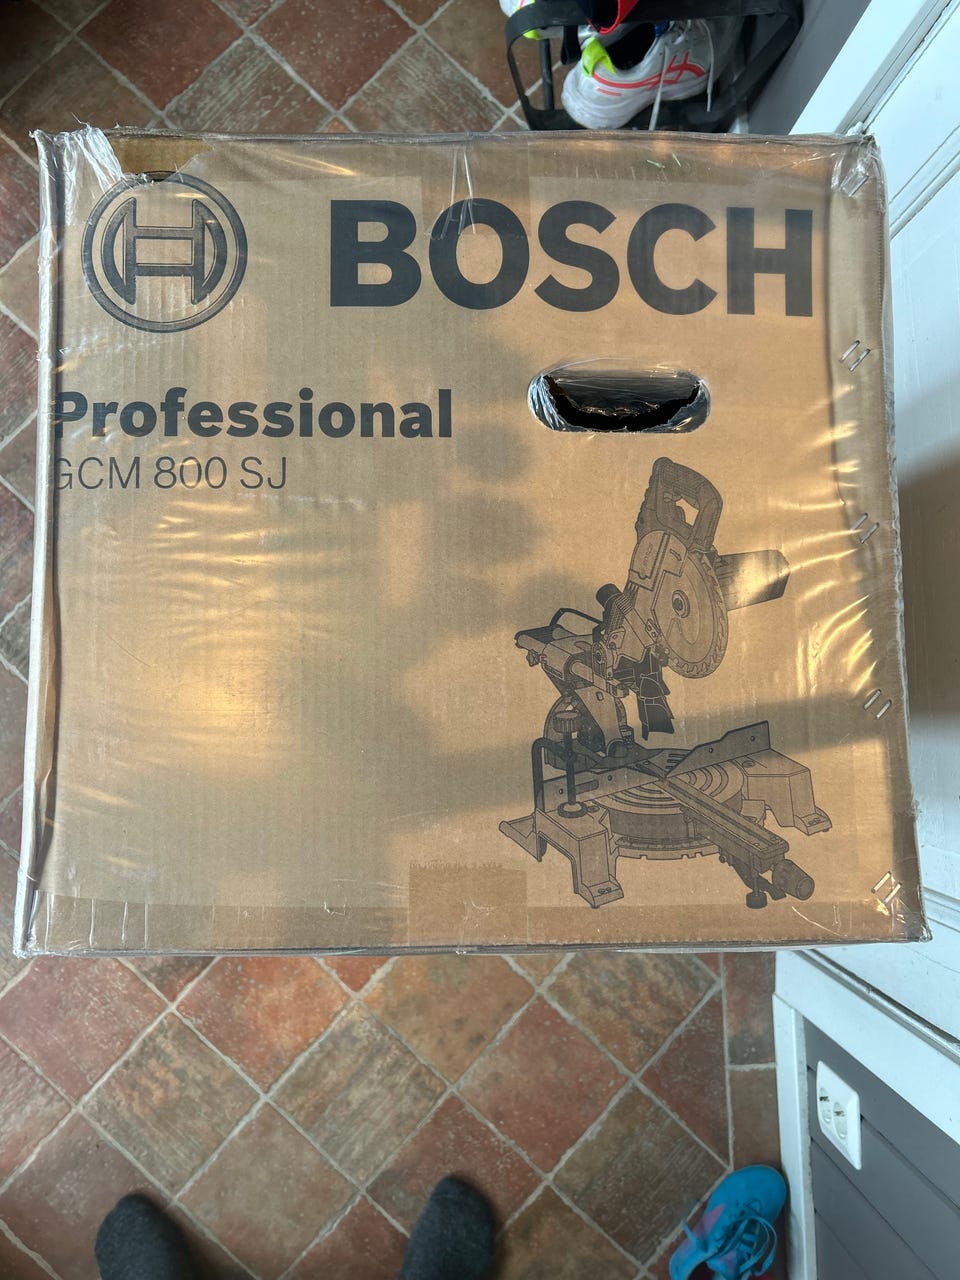 BOSCH
Professional
GCM 800 SJ